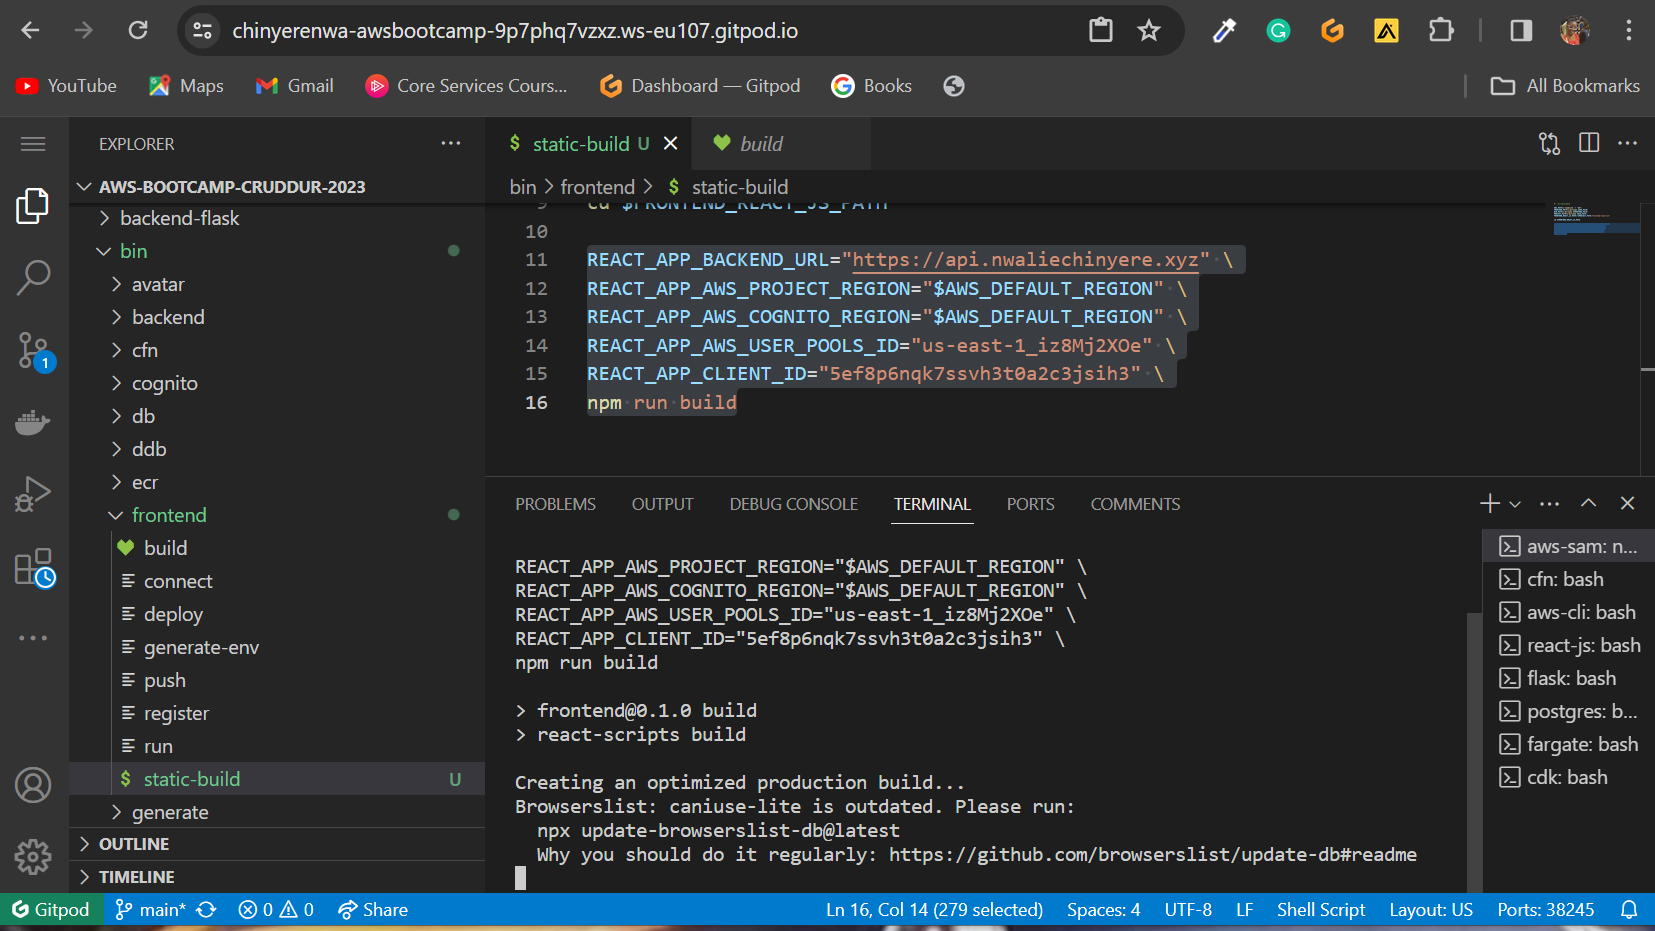 chinyerenwa-awsbootcamp-9p7phq7vzxz.ws-eu107.gitpod.io
YouTube Maps Gmail Core Services Cours... Dashboard — Gitpod Books All Bookmarks
EXPLORER
AWS-BOOTCAMP-CRUDDUR-2023
backend-flask
bin
avatar
backend
cfn
cognito
db
ddb
ecr
frontend
build
connect
deploy
generate-env
push
register
run
$ static-build U
generate
OUTLINE
TIMELINE
$ static-build U build
bin > frontend > $ static-build
9 cd $FRONTEND_REACT_JS_PATH
10
11 REACT_APP_BACKEND_URL="https://api.nwaliechinyere.xyz" \
12 REACT_APP_AWS_PROJECT_REGION="$AWS_DEFAULT_REGION" \
13 REACT_APP_AWS_COGNITO_REGION="$AWS_DEFAULT_REGION" \
14 REACT_APP_AWS_USER_POOLS_ID="us-east-1_iz8Mj2XOe" \
15 REACT_APP_CLIENT_ID="5ef8p6nqk7ssvh3t0a2c3jsih3" \
16 npm run build
PROBLEMS OUTPUT DEBUG CONSOLE TERMINAL PORTS COMMENTS
REACT_APP_AWS_PROJECT_REGION="$AWS_DEFAULT_REGION" \
REACT_APP_AWS_COGNITO_REGION="$AWS_DEFAULT_REGION" \
REACT_APP_AWS_USER_POOLS_ID="us-east-1_iz8Mj2XOe" \
REACT_APP_CLIENT_ID="5ef8p6nqk7ssvh3t0a2c3jsih3" \
npm run build
> frontend@0.1.0 build
> react-scripts build
Creating an optimized production build...
Browserslist: caniuse-lite is outdated. Please run:
npx update-browserslist-db@latest
Why you should do it regularly: https://github.com/browserslist/update-db#readme
aws-sam: n...
cfn: bash
aws-cli: bash
react-js: bash
flask: bash
postgres: b...
fargate: bash
cdk: bash
1
Gitpod main* 0 0 Share Ln 16, Col 14 (279 selected) Spaces: 4 UTF-8 LF Shell Script Layout: US Ports: 38245